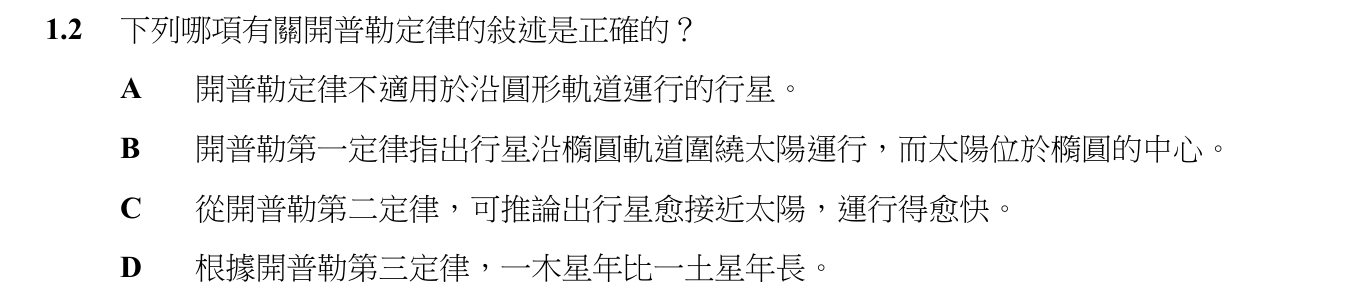 1.2 下列哪項有關開普勒定律的敍述是正確的？
A 開普勒定律不適用於沿圓形軌道運行的行星。
B 開普勒第一定律指出行星沿橢圓軌道圍繞太陽運行，而太陽位於橢圓的中心。
C 從開普勒第二定律，可推論出行星愈接近太陽，運行得愈快。
D 根據開普勒第三定律，一木星年比一土星年長。